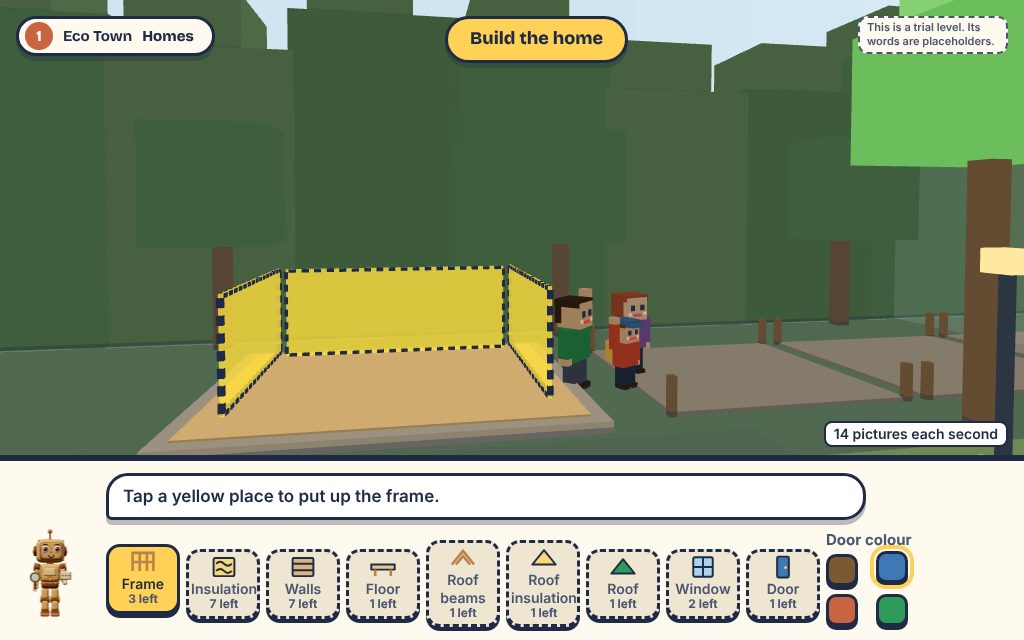 1 Eco Town Homes
Build the home
This is a trial level. Its
words are placeholders.
14 pictures each second
Tap a yellow place to put up the frame.
Door colour
Frame
3 left
Insulation
7 left
Walls
7 left
Floor
1 left
Roof
beams
1 left
Roof
insulation
1 left
Roof
1 left
Window
2 left
Door
1 left